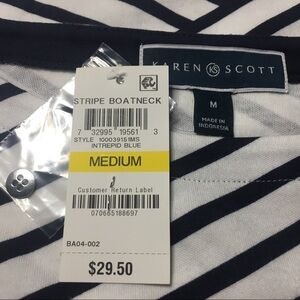 KAREN KS SCOTT
M
MADE IN
INDONESIA
STRIPE BOATNECK
7 32995 19561 3
STYLE 100039151MS
INTREPID BLUE
MEDIUM
Customer Return Label
070665188697
BA04-002
$29.50